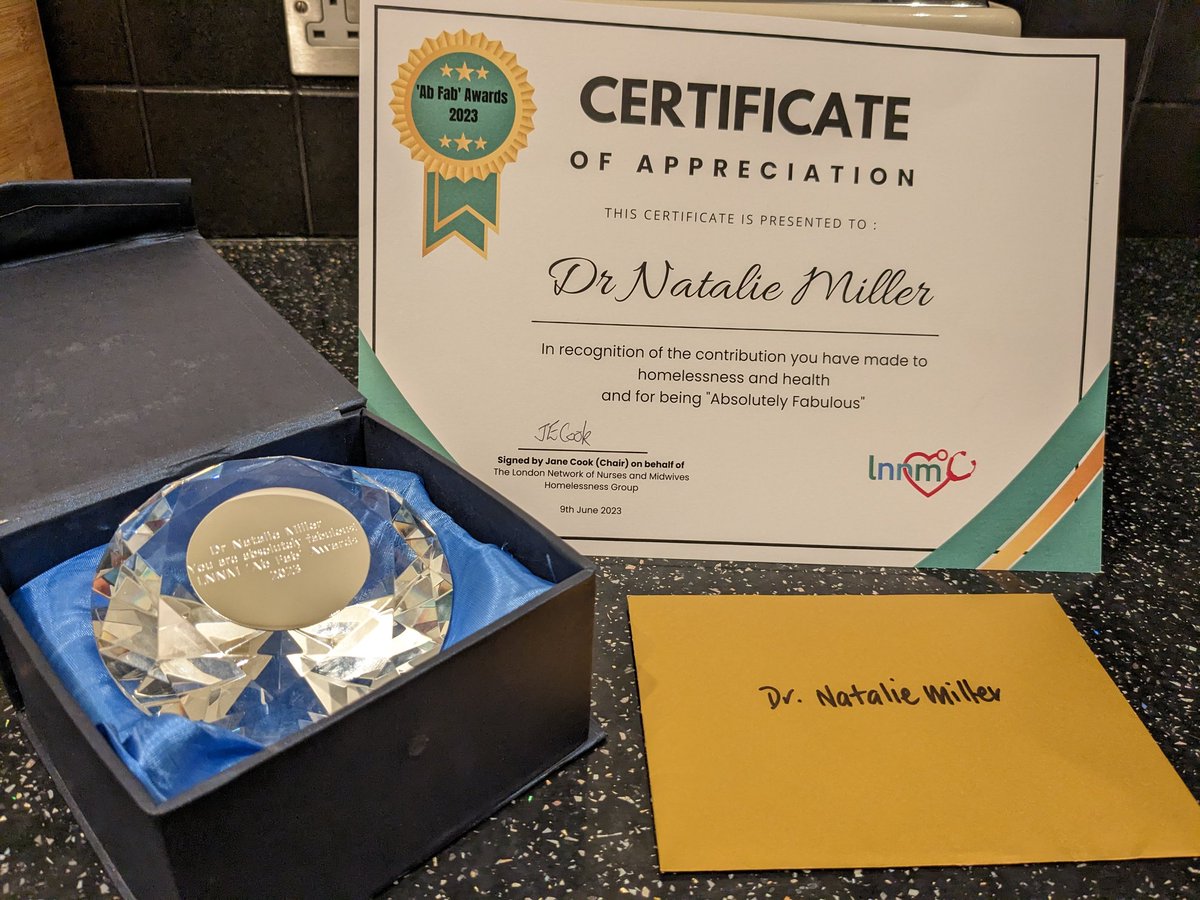 'Ab Fab' Awards
2023
CERTIFICATE
OF APPRECIATION
THIS CERTIFICATE IS PRESENTED TO :
Dr Natalie Miller
In recognition of the contribution you have made to
homelessness and health
and for being "Absolutely Fabulous"
JE Cook
Signed by Jane Cook (Chair) on behalf of
The London Network of Nurses and Midwives
Homelessness Group
9th June 2023
lnnm
Dr Natalie Miller
You are absolutely fabulous
LNNM 'Ab Fab' Awards
2023
Dr. Natalie Miller